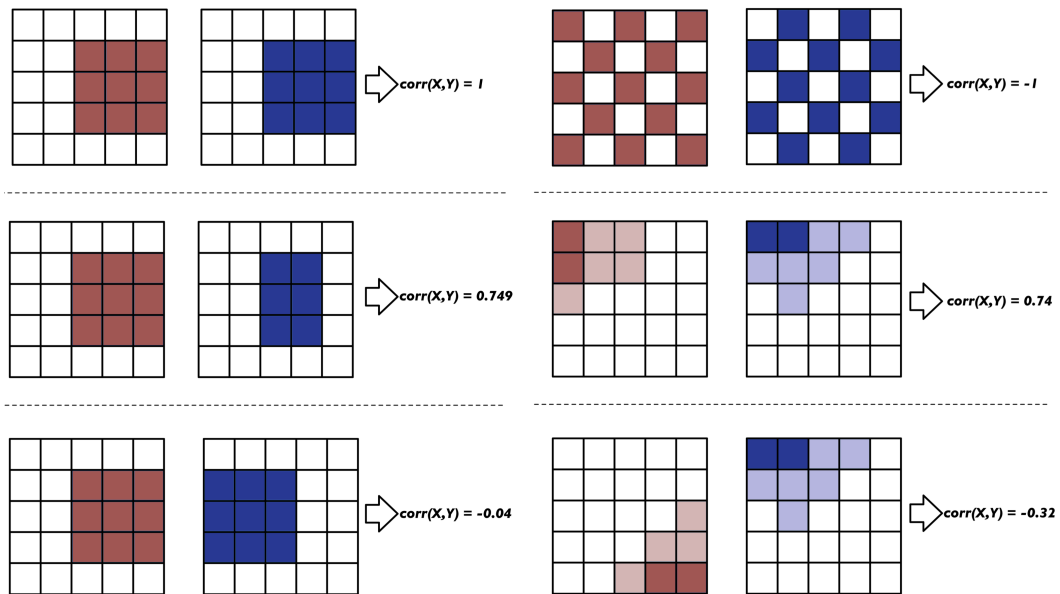 corr(X,Y) = 1
corr(X,Y) = -1
corr(X,Y) = 0.749
corr(X,Y) = 0.74
corr(X,Y) = -0.04
corr(X,Y) = -0.32